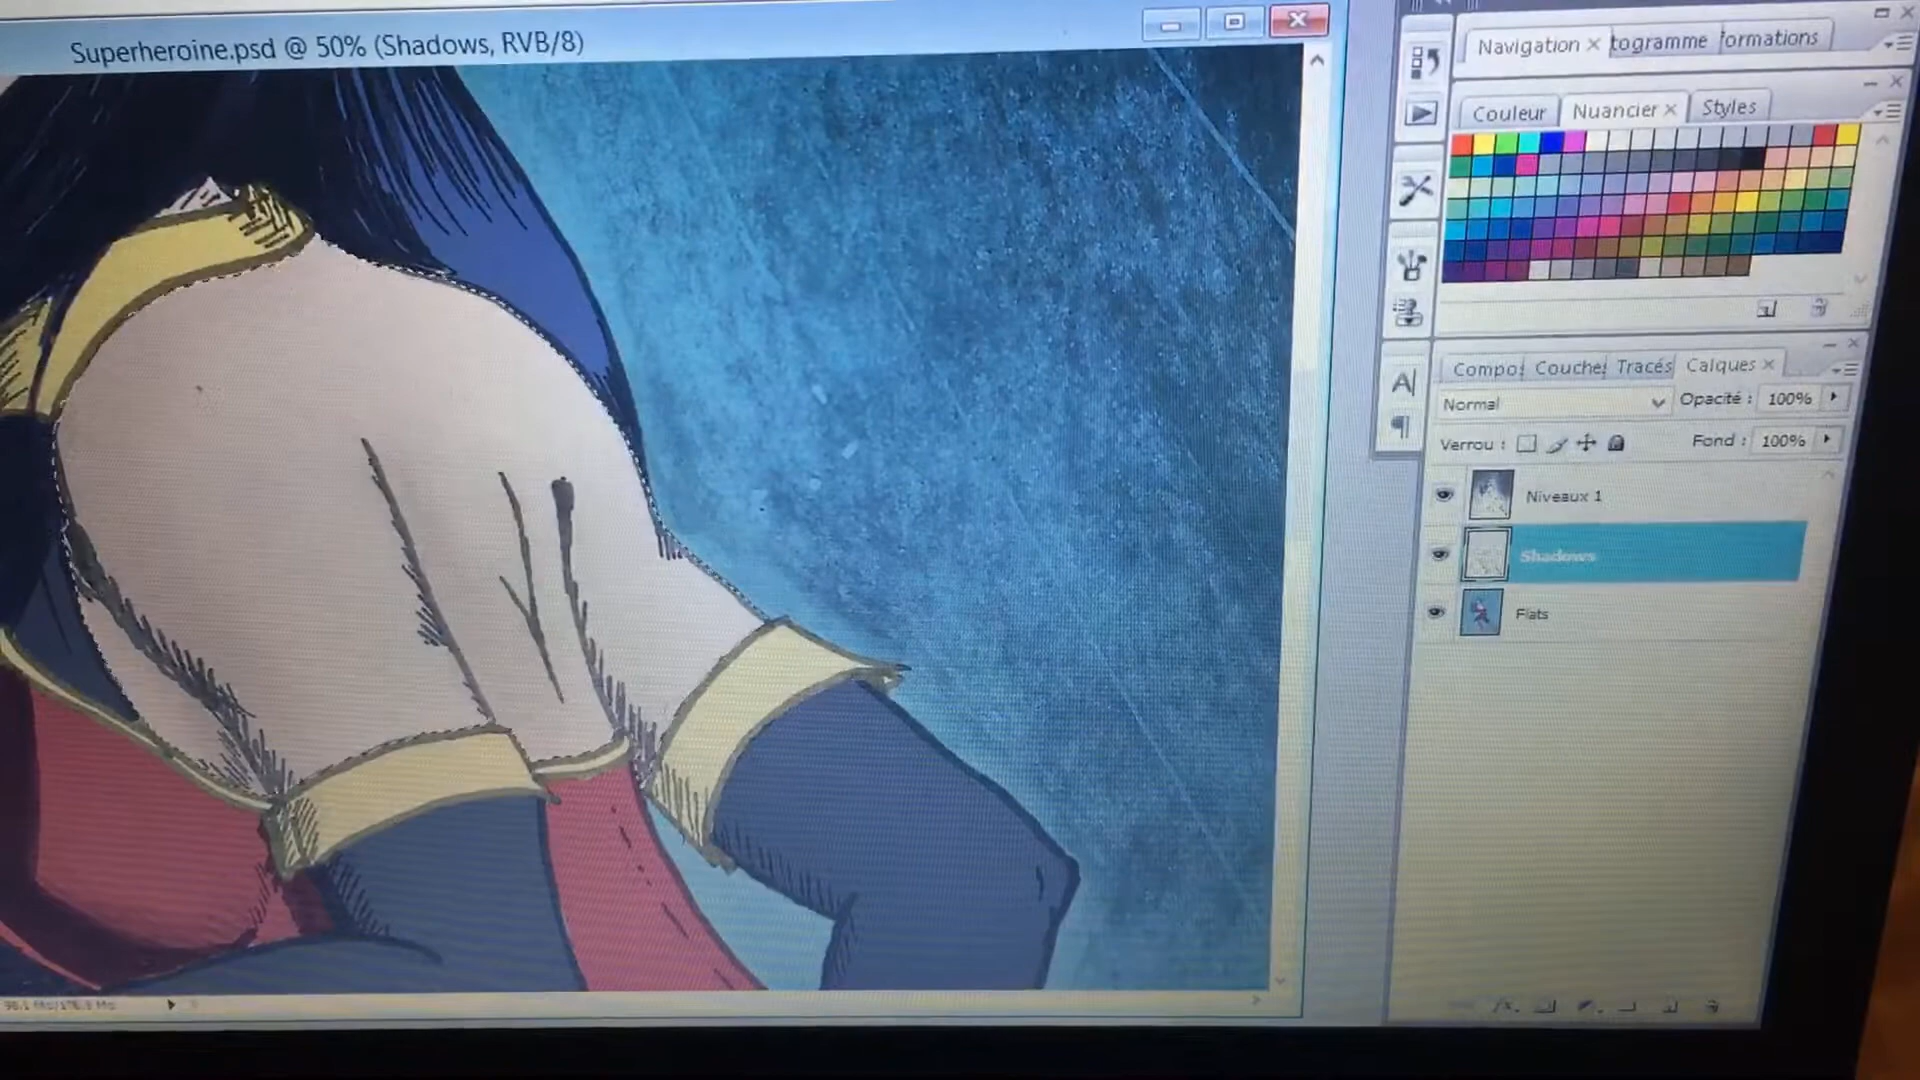 Superheroine.psd @ 50% (Shadows, RVB/8)
Navigation togramme formations
Couleur Nuancier Styles
Compo Couche Tracés Calques
Normal Opacité : 100%
Verrou : Fond : 100%
Niveaux 1
Shadows
Flats